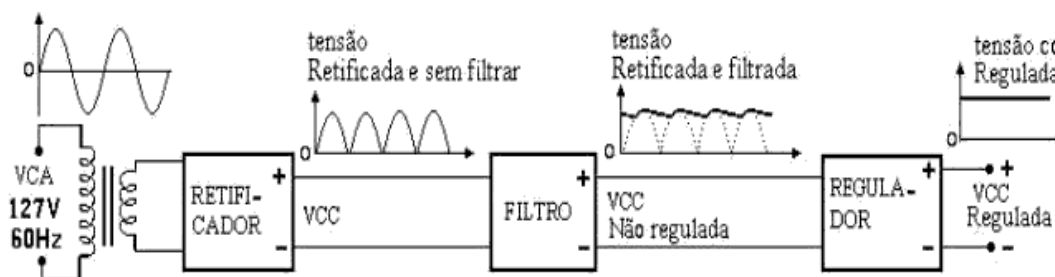 0
VCA
127V
60Hz
RETIFI-
CADOR
+
−
tensão
Retificada e sem filtrar
0
VCC
FILTRO
+
−
tensão
Retificada e filtrada
0
VCC
Não regulada
REGULA-
DOR
+
−
tensão
Regulada
0
+
VCC
Regulada
−